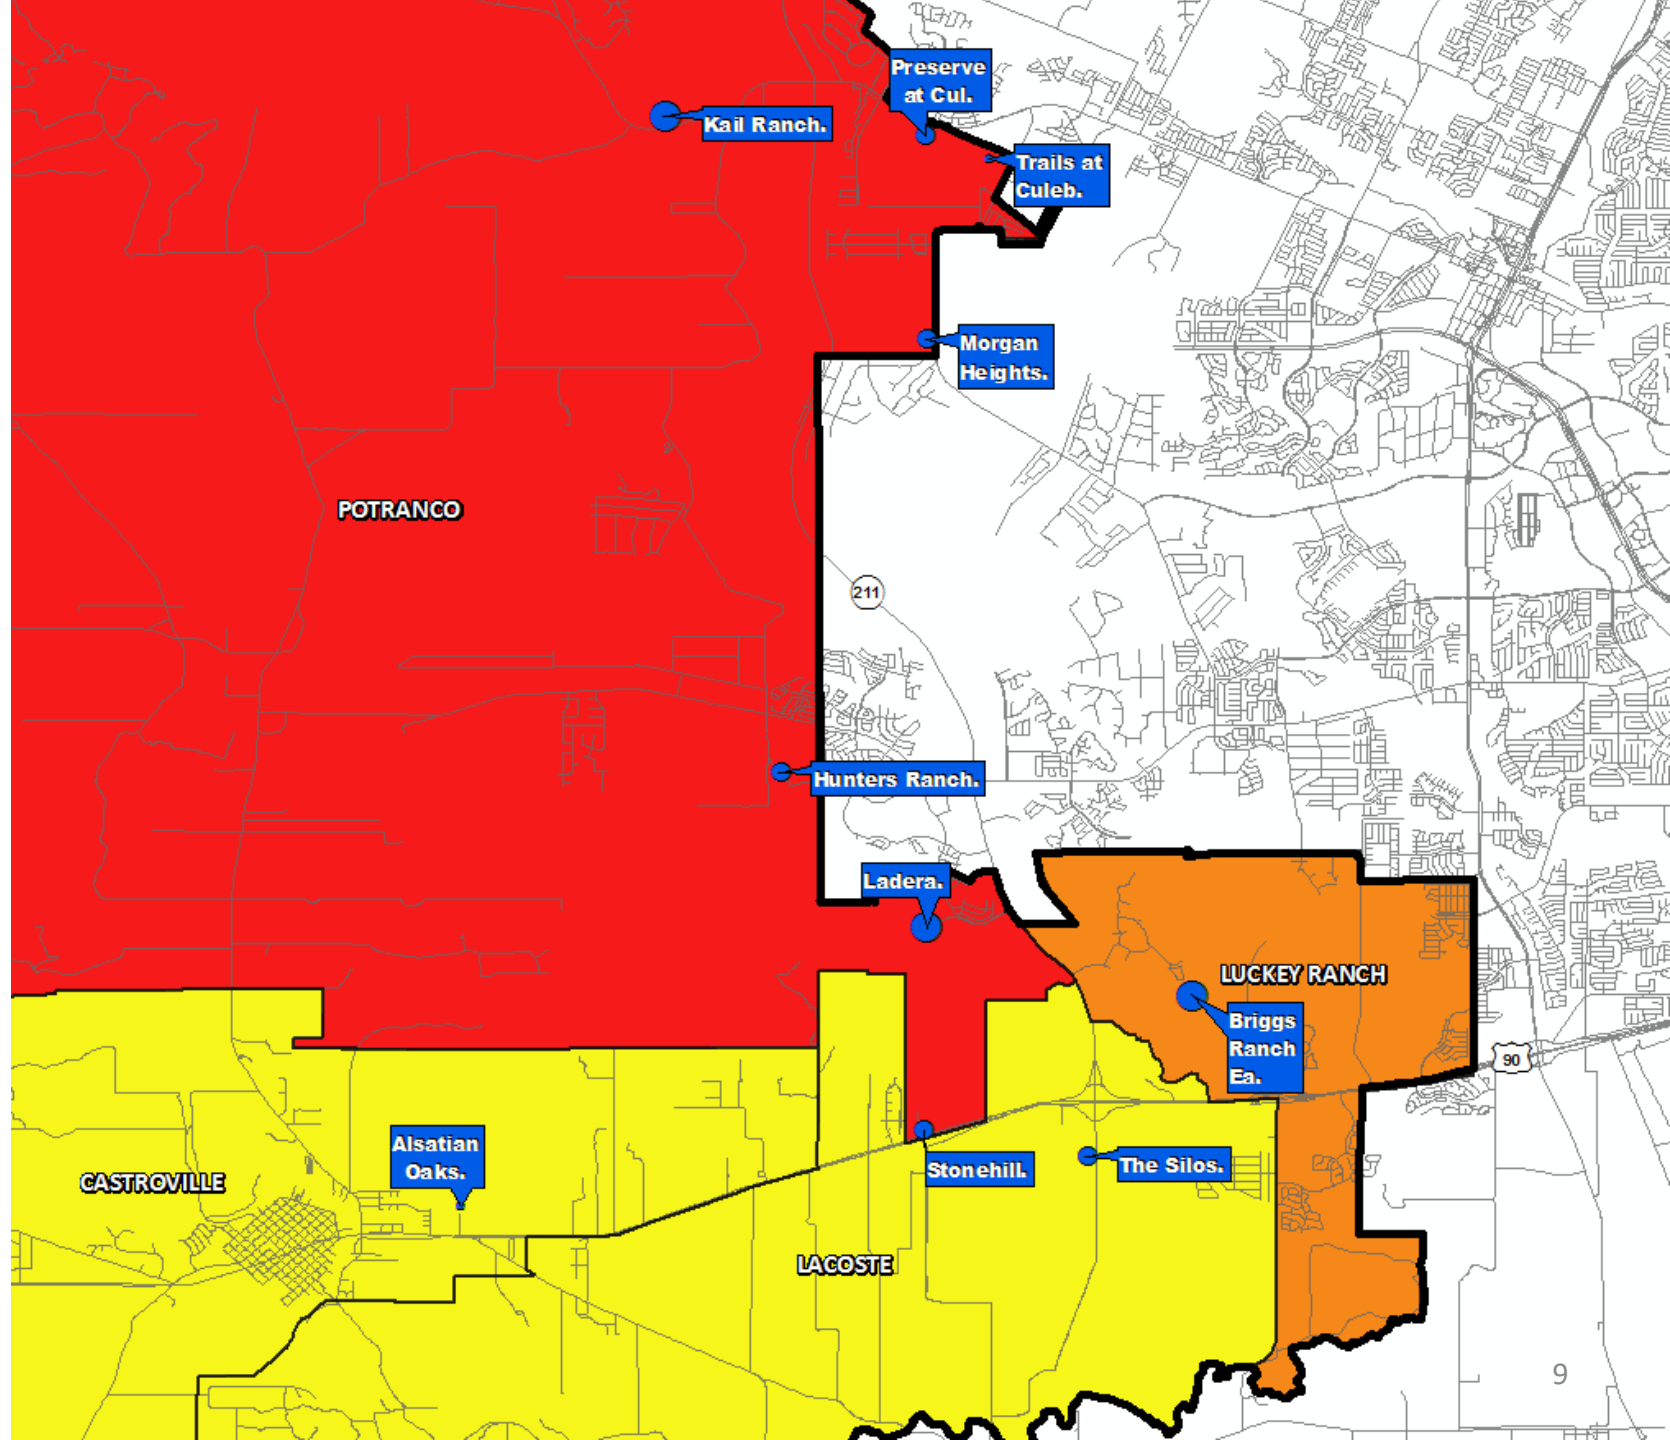 Preserve
at Cul.
Kail Ranch.
Trails at
Culeb.
Morgan
Heights.
POTRANCO
211
Hunters Ranch.
Ladera.
LUCKEY RANCH
Briggs
Ranch
Ea.
90
Alsatian
Oaks.
Stonehill.
The Silos.
CASTROVILLE
LACOSTE
9